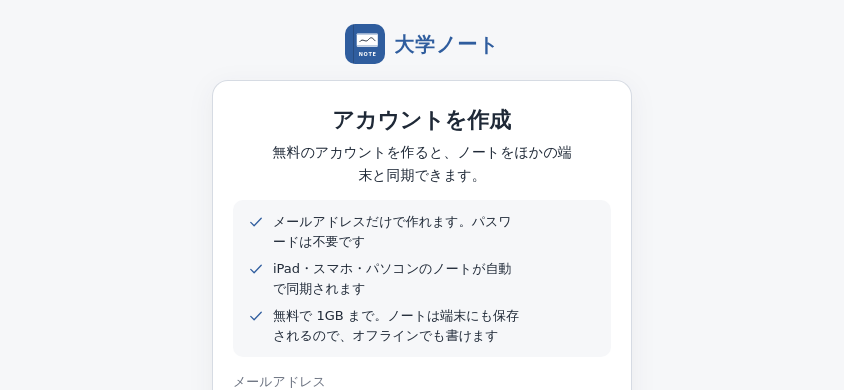 NOTE
大学ノート
アカウントを作成
無料のアカウントを作ると、ノートをほかの端
末と同期できます。
メールアドレスだけで作れます。パスワ
ードは不要です
iPad・スマホ・パソコンのノートが自動
で同期されます
無料で 1GB まで。ノートは端末にも保存
されるので、オフラインでも書けます
メールアドレス